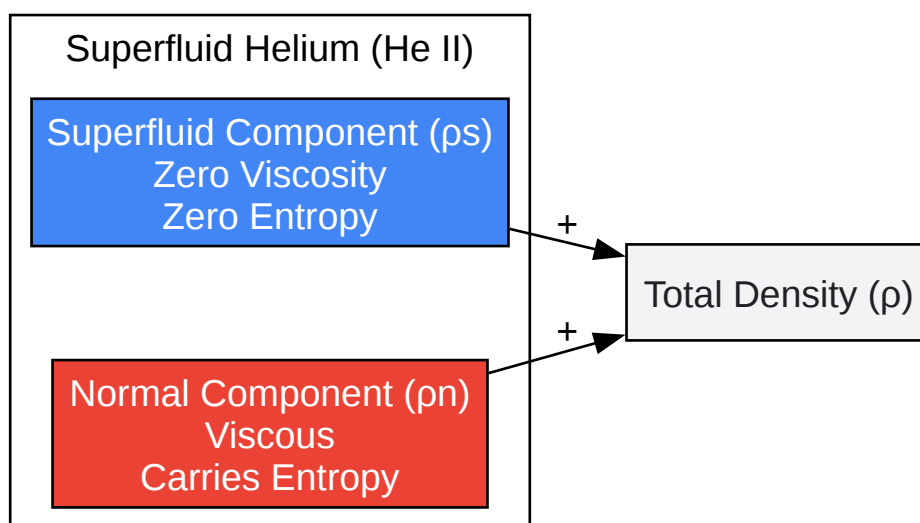 Superfluid Helium (He II)
Superfluid Component (ρs)
Zero Viscosity
Zero Entropy
+
Total Density (ρ)
+
Normal Component (ρn)
Viscous
Carries Entropy